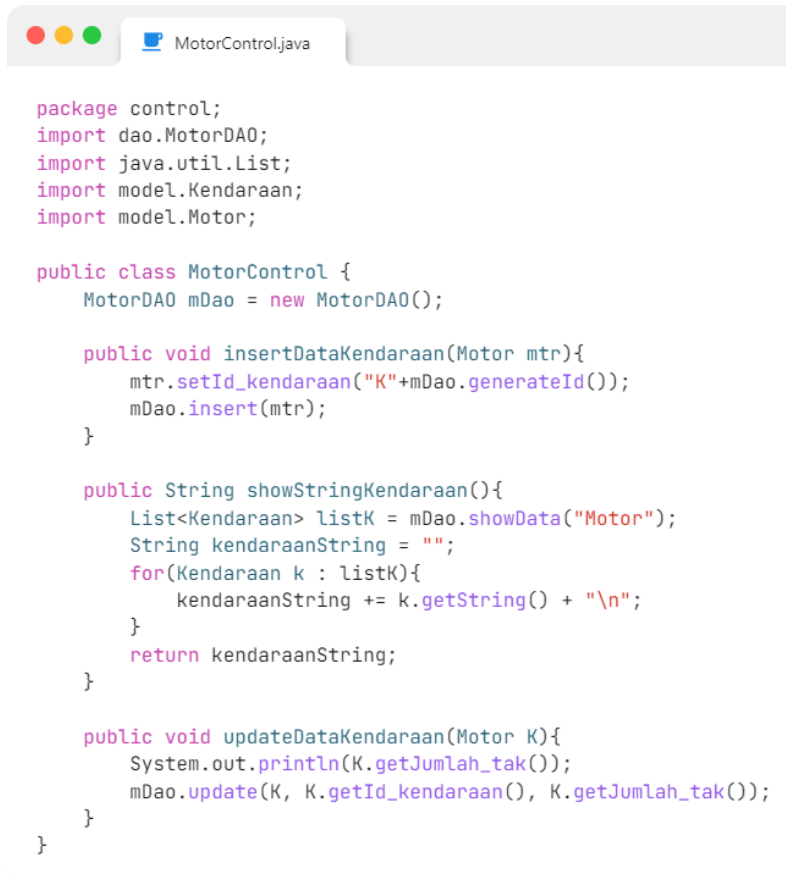 MotorControl.java
package control;
import dao.MotorDAO;
import java.util.List;
import model.Kendaraan;
import model.Motor;
public class MotorControl {
    MotorDAO mDao = new MotorDAO();
    public void insertDataKendaraan(Motor mtr){
        mtr.setId_kendaraan("K"+mDao.generateId());
        mDao.insert(mtr);
    }
    public String showStringKendaraan(){
        List<Kendaraan> listK = mDao.showData("Motor");
        String kendaraanString = "";
        for(Kendaraan k : listK){
            kendaraanString += k.getString() + "\n";
        }
        return kendaraanString;
    }
    public void updateDataKendaraan(Motor K){
        System.out.println(K.getJumlah_tak());
        mDao.update(K, K.getId_kendaraan(), K.getJumlah_tak());
    }
}